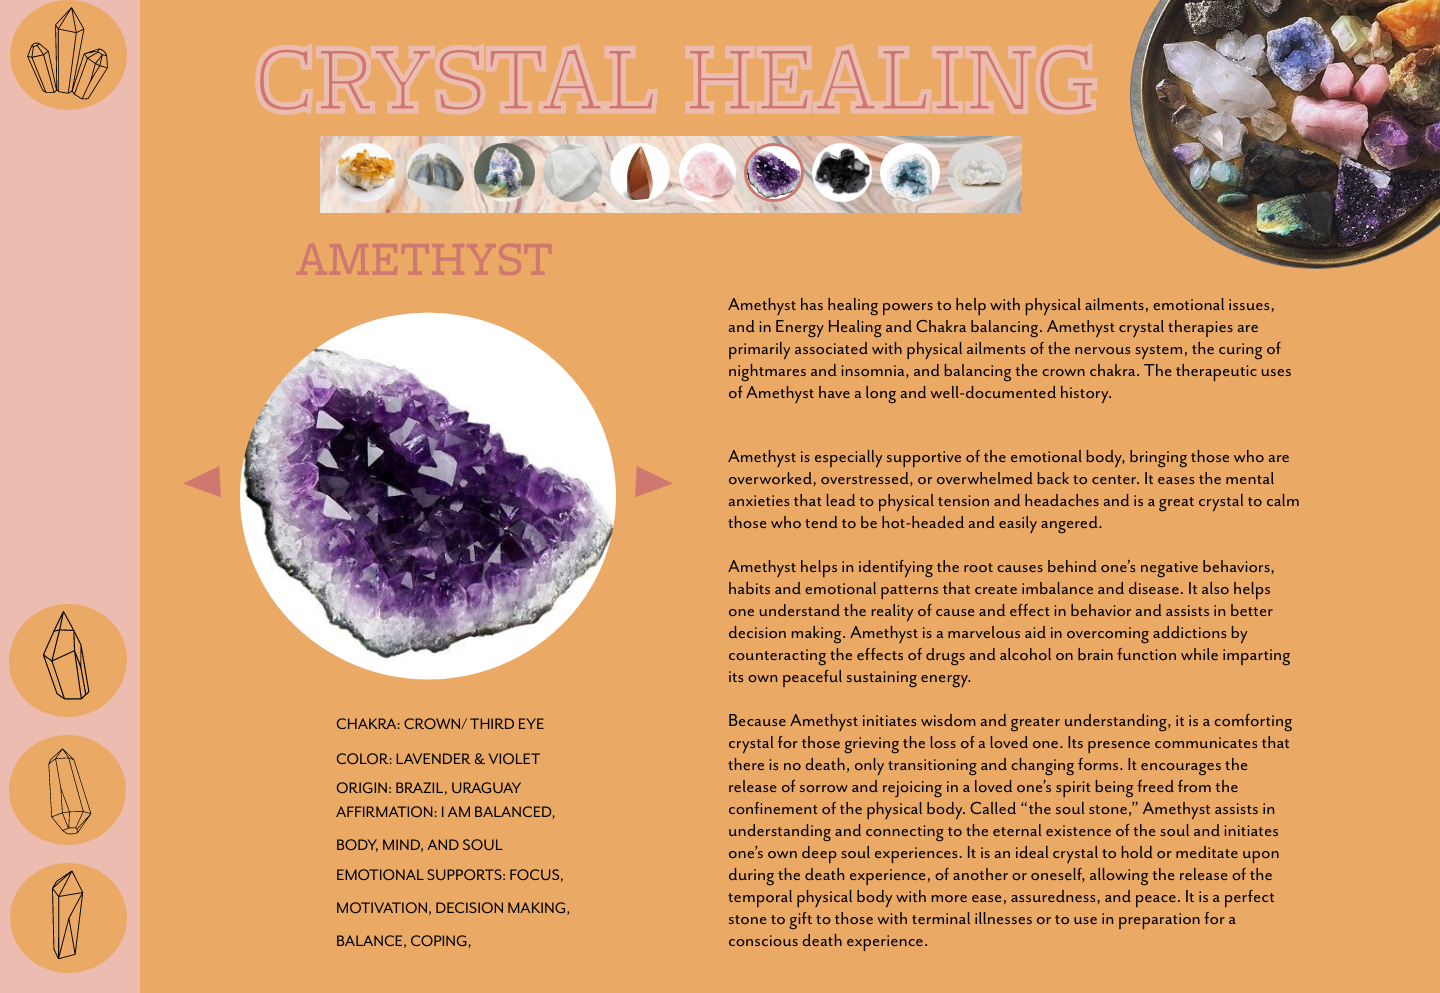 CRYSTAL HEALING
AMETHYST
CHAKRA: CROWN/ THIRD EYE
COLOR: LAVENDER & VIOLET
ORIGIN: BRAZIL, URAGUAY
AFFIRMATION: I AM BALANCED,
BODY, MIND, AND SOUL
EMOTIONAL SUPPORTS: FOCUS,
MOTIVATION, DECISION MAKING,
BALANCE, COPING,
Amethyst has healing powers to help with physical ailments, emotional issues,
and in Energy Healing and Chakra balancing. Amethyst crystal therapies are
primarily associated with physical ailments of the nervous system, the curing of
nightmares and insomnia, and balancing the crown chakra. The therapeutic uses
of Amethyst have a long and well-documented history.
Amethyst is especially supportive of the emotional body, bringing those who are
overworked, overstressed, or overwhelmed back to center. It eases the mental
anxieties that lead to physical tension and headaches and is a great crystal to calm
those who tend to be hot-headed and easily angered.
Amethyst helps in identifying the root causes behind one’s negative behaviors,
habits and emotional patterns that create imbalance and disease. It also helps
one understand the reality of cause and effect in behavior and assists in better
decision making. Amethyst is a marvelous aid in overcoming addictions by
counteracting the effects of drugs and alcohol on brain function while imparting
its own peaceful sustaining energy.
Because Amethyst initiates wisdom and greater understanding, it is a comforting
crystal for those grieving the loss of a loved one. Its presence communicates that
there is no death, only transitioning and changing forms. It encourages the
release of sorrow and rejoicing in a loved one’s spirit being freed from the
confinement of the physical body. Called “the soul stone,” Amethyst assists in
understanding and connecting to the eternal existence of the soul and initiates
one’s own deep soul experiences. It is an ideal crystal to hold or meditate upon
during the death experience, of another or oneself, allowing the release of the
temporal physical body with more ease, assuredness, and peace. It is a perfect
stone to gift to those with terminal illnesses or to use in preparation for a
conscious death experience.